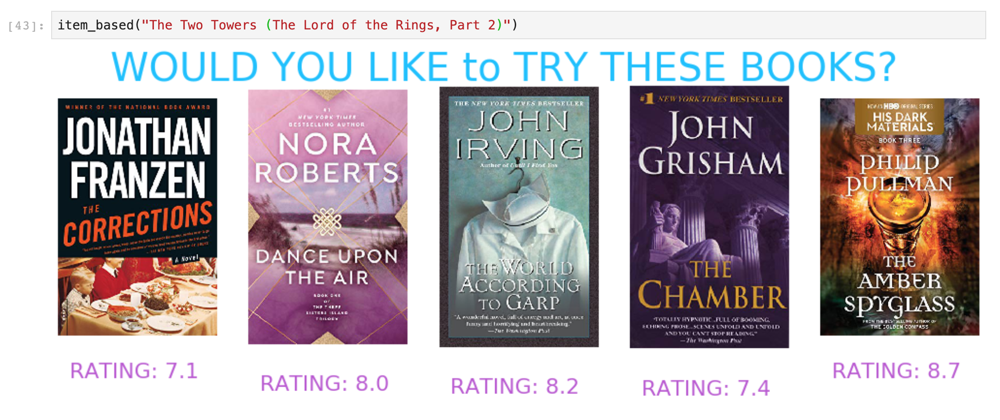 [43]: item_based("The Two Towers (The Lord of the Rings, Part 2)")
WOULD YOU LIKE to TRY THESE BOOKS?
WINNER OF THE NATIONAL BOOK AWARD
JONATHAN
FRANZEN
THE
CORRECTIONS
A Novel
RATING: 7.1
#1
NEW YORK TIMES
BESTSELLING AUTHOR
NORA
ROBERTS
DANCE UPON
THE AIR
BOOK ONE
OF
THE THREE
SISTERS ISLAND
TRILOGY
RATING: 8.0
THE NEW YORK TIMES BESTSELLER
JOHN
IRVING
Author of Until I Find You
THE WORLD
ACCORDING
TO GARP
"A wonderful novel, full of energy and art, at once
funny and horrifying and heartbreaking."
—The Washington Post
RATING: 8.2
#1 NEW YORK TIMES BESTSELLER
JOHN
GRISHAM
THE
CHAMBER
"TOTALLY HYPNOTIC...FULL OF BOOMING,
ECHOING PROSE...SCENES UNFOLD AND UNFOLD
AND YOU CAN'T STOP READING."
—The Washington Post
RATING: 7.4
NOW AN HBO ORIGINAL SERIES
HIS DARK
MATERIALS
BOOK THREE
PHILIP
PULLMAN
THE
AMBER
SPYGLASS
FROM THE BESTSELLING AUTHOR OF
THE GOLDEN COMPASS
RATING: 8.7